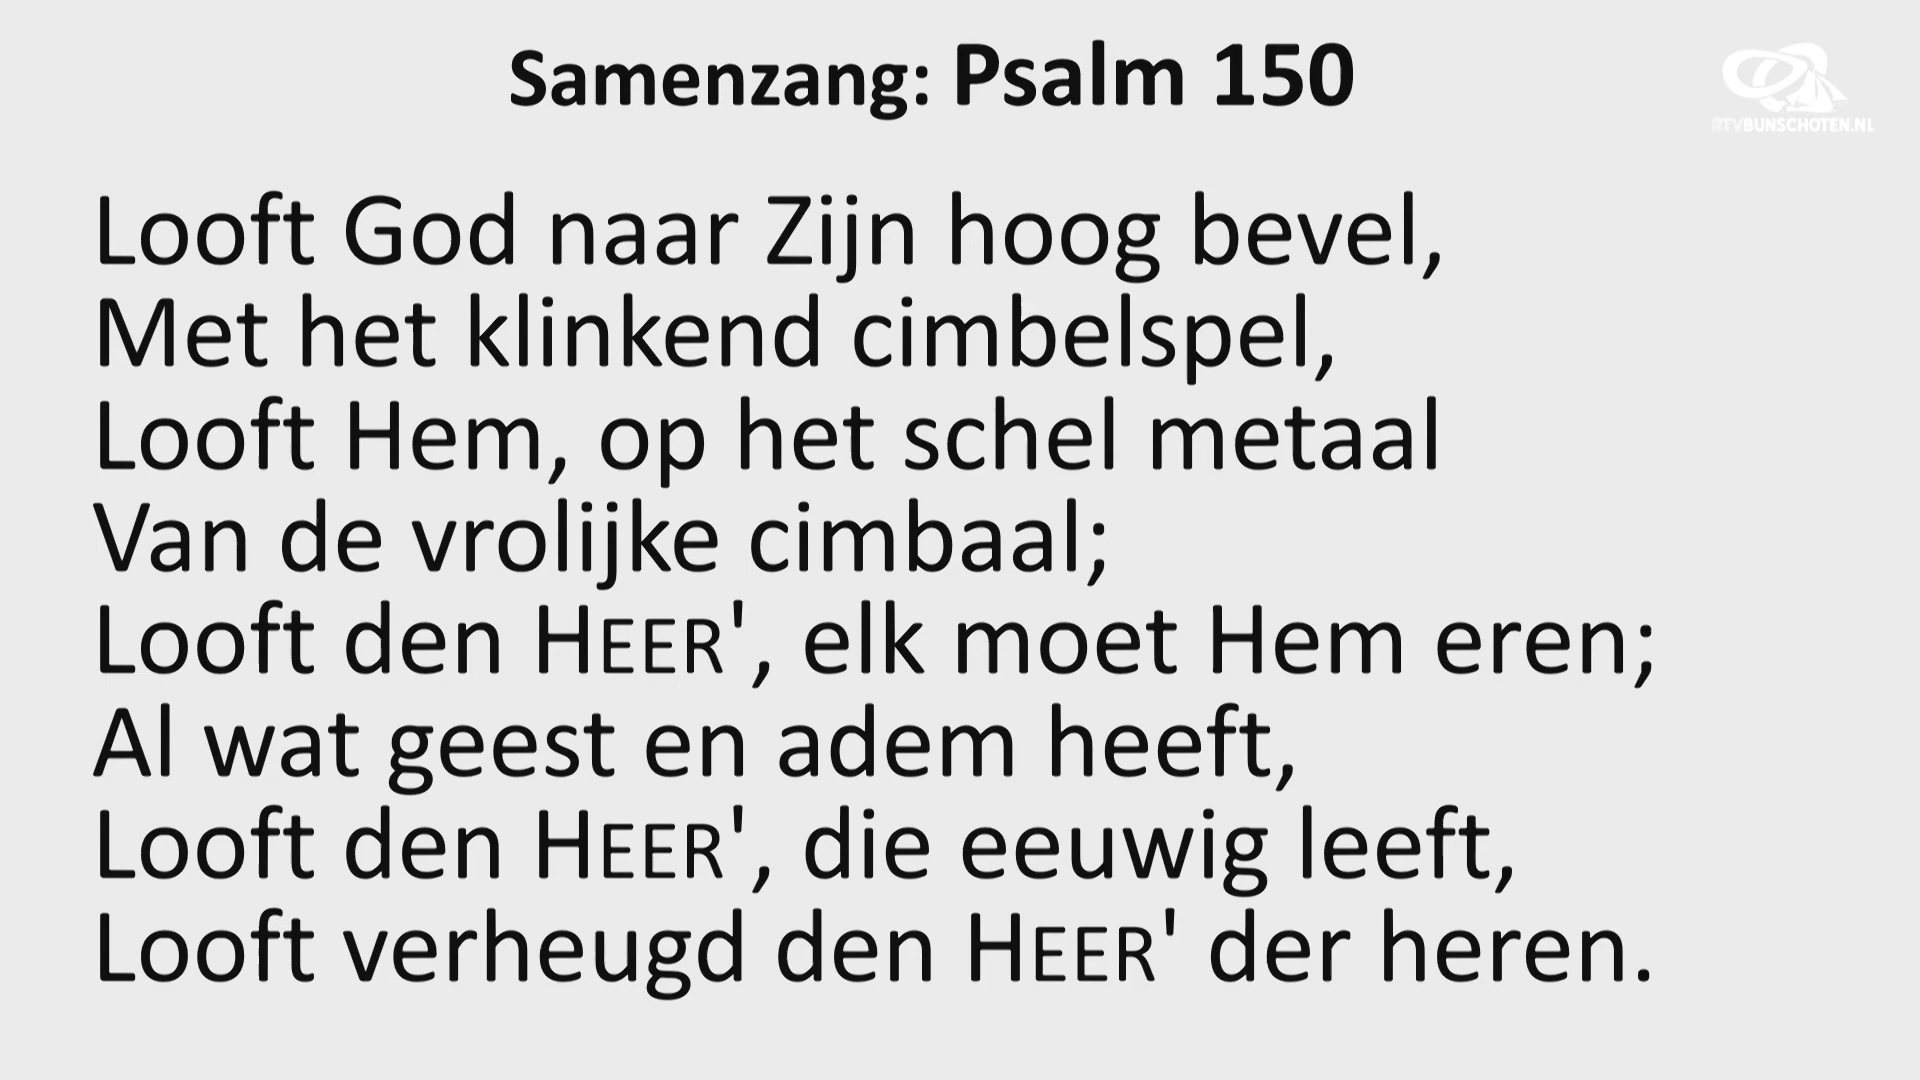 Samenzang: Psalm 150
RTVBUNSCHOTEN.NL
Looft God naar Zijn hoog bevel,
Met het klinkend cimbelspel,
Looft Hem, op het schel metaal
Van de vrolijke cimbaal;
Looft den HEER', elk moet Hem eren;
Al wat geest en adem heeft,
Looft den HEER', die eeuwig leeft,
Looft verheugd den HEER' der heren.